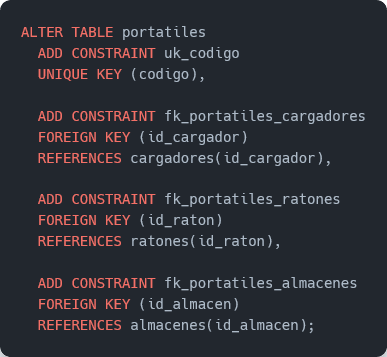 ALTER TABLE portatiles
ADD CONSTRAINT uk_codigo
UNIQUE KEY (codigo),
ADD CONSTRAINT fk_portatiles_cargadores
FOREIGN KEY (id_cargador)
REFERENCES cargadores(id_cargador),
ADD CONSTRAINT fk_portatiles_ratones
FOREIGN KEY (id_raton)
REFERENCES ratones(id_raton),
ADD CONSTRAINT fk_portatiles_almacenes
FOREIGN KEY (id_almacen)
REFERENCES almacenes(id_almacen);